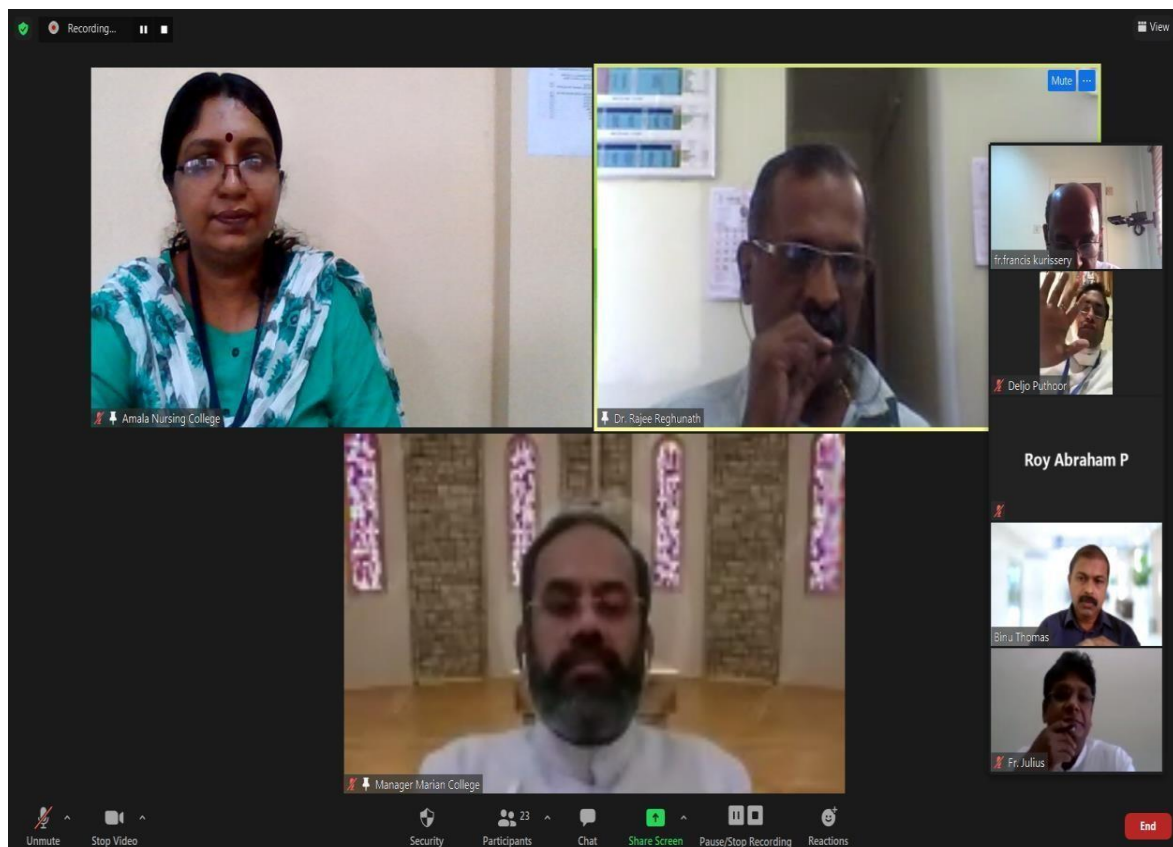 Recording...
View
Mute
Amala Nursing College
Dr. Rajee Reghunath
fr.francis kurissery
Deljo Puthoor
Roy Abraham P
Binu Thomas
Fr. Julius
Manager Marian College
Unmute
Stop Video
Security
23
Participants
Chat
Share Screen
Pause/Stop Recording
Reactions
End